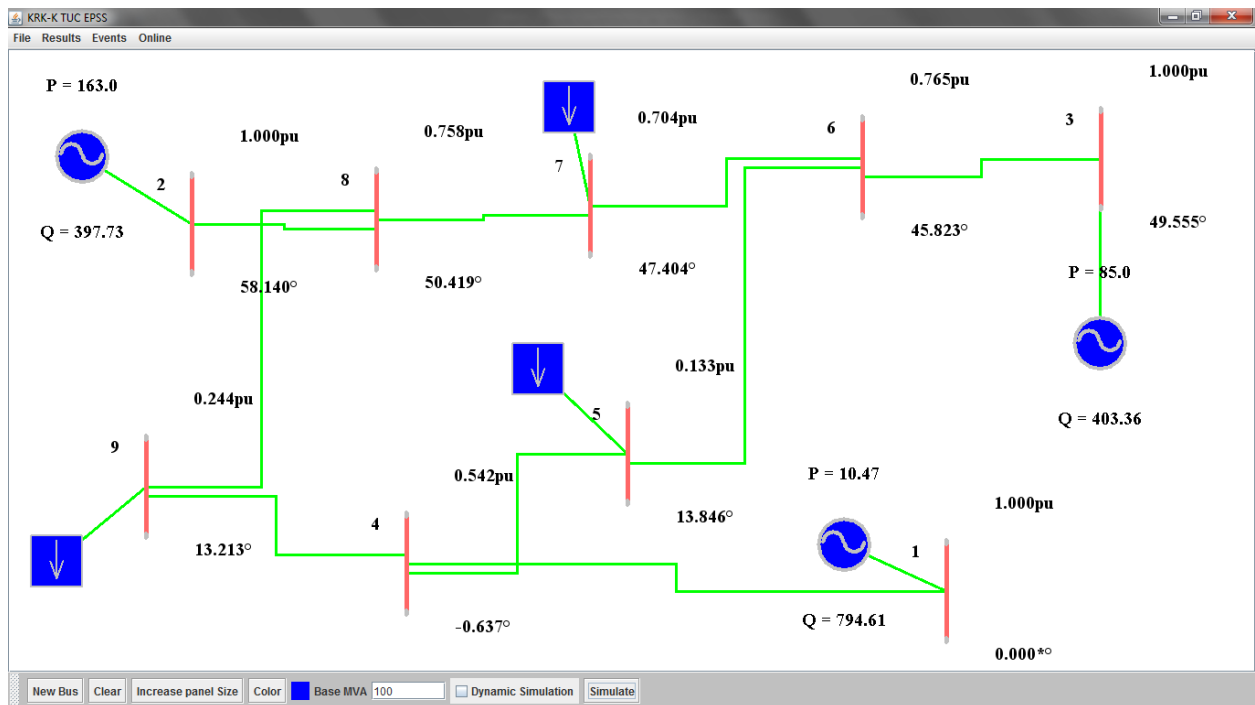 KRK-K TUC EPSS
File Results Events Online
P = 163.0
1.000pu
0.758pu
0.704pu
0.765pu
1.000pu
2
8
7
6
3
Q = 397.73
58.140°
50.419°
47.404°
45.823°
49.555°
P = 85.0
Q = 403.36
0.244pu
0.133pu
9
5
0.542pu
P = 10.47
1.000pu
4
13.213°
13.846°
1
-0.637°
Q = 794.61
0.000*°
New Bus Clear Increase panel Size Color Base MVA 100 Dynamic Simulation Simulate